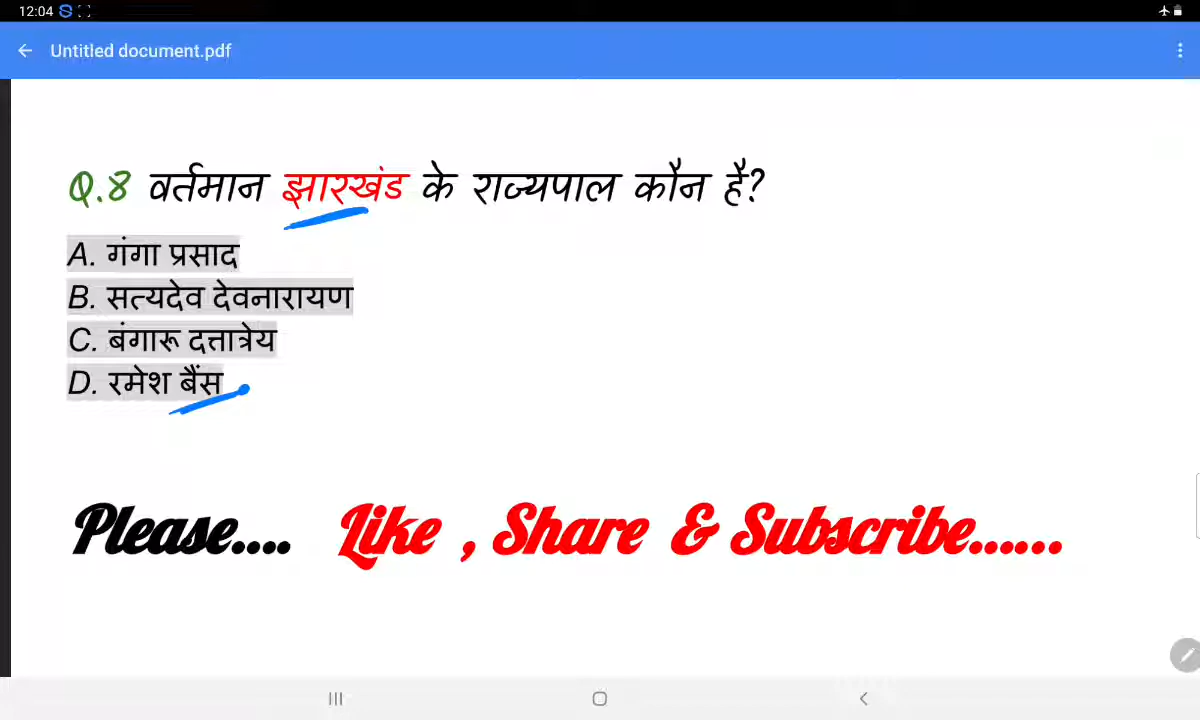 12:04
Untitled document.pdf
Q.8 वर्तमान झारखंड के राज्यपाल कौन है?
A. गंगा प्रसाद
B. सत्यदेव देवनारायण
C. बंगारू दत्तात्रेय
D. रमेश बैंस
Please.... Like , Share & Subscribe......